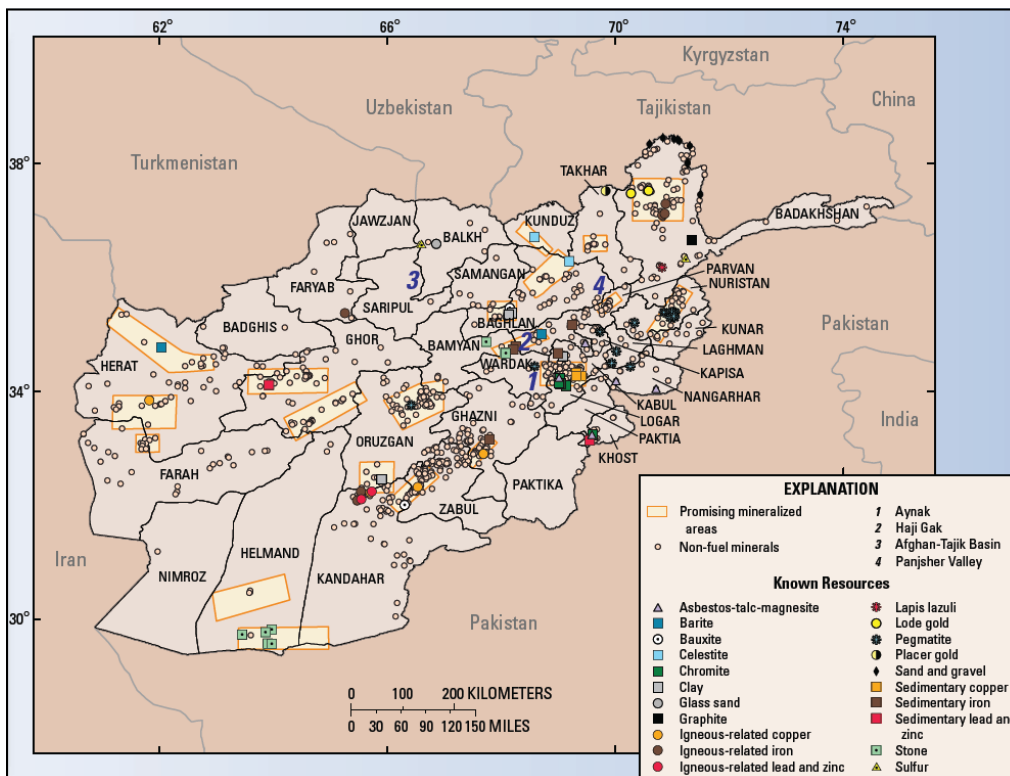 62° 66° 70° 74°
Kyrgyzstan
Uzbekistan
Tajikistan
China
38°
Turkmenistan
TAKHAR
KUNDUZ
BADAKHSHAN
JAWZJAN
BALKH
3
SAMANGAN
4
PARVAN
NURISTAN
FARYAB
SARIPUL
BAGHLAN
BADGHIS
GHOR
BAMYAN
2
KUNAR
Pakistan
HERAT
WARDAK
LAGHMAN
KAPISA
34°
1
NANGARHAR
KABUL
LOGAR
PAKTIA
KHOST
GHAZNI
ORUZGAN
India
FARAH
PAKTIKA
ZABUL
Iran
HELMAND
NIMROZ
KANDAHAR
30°
Pakistan
0 100 200 KILOMETERS
0 30 60 90 120 150 MILES
EXPLANATION
Promising mineralized
areas
Non-fuel minerals
1 Aynak
2 Haji Gak
3 Afghan-Tajik Basin
4 Panjsher Valley
Known Resources
Asbestos-talc-magnesite
Barite
Bauxite
Celestite
Chromite
Clay
Glass sand
Graphite
Igneous-related copper
Igneous-related iron
Igneous-related lead and zinc
Lapis lazuli
Lode gold
Pegmatite
Placer gold
Sand and gravel
Sedimentary copper
Sedimentary iron
Sedimentary lead an
zinc
Stone
Sulfur